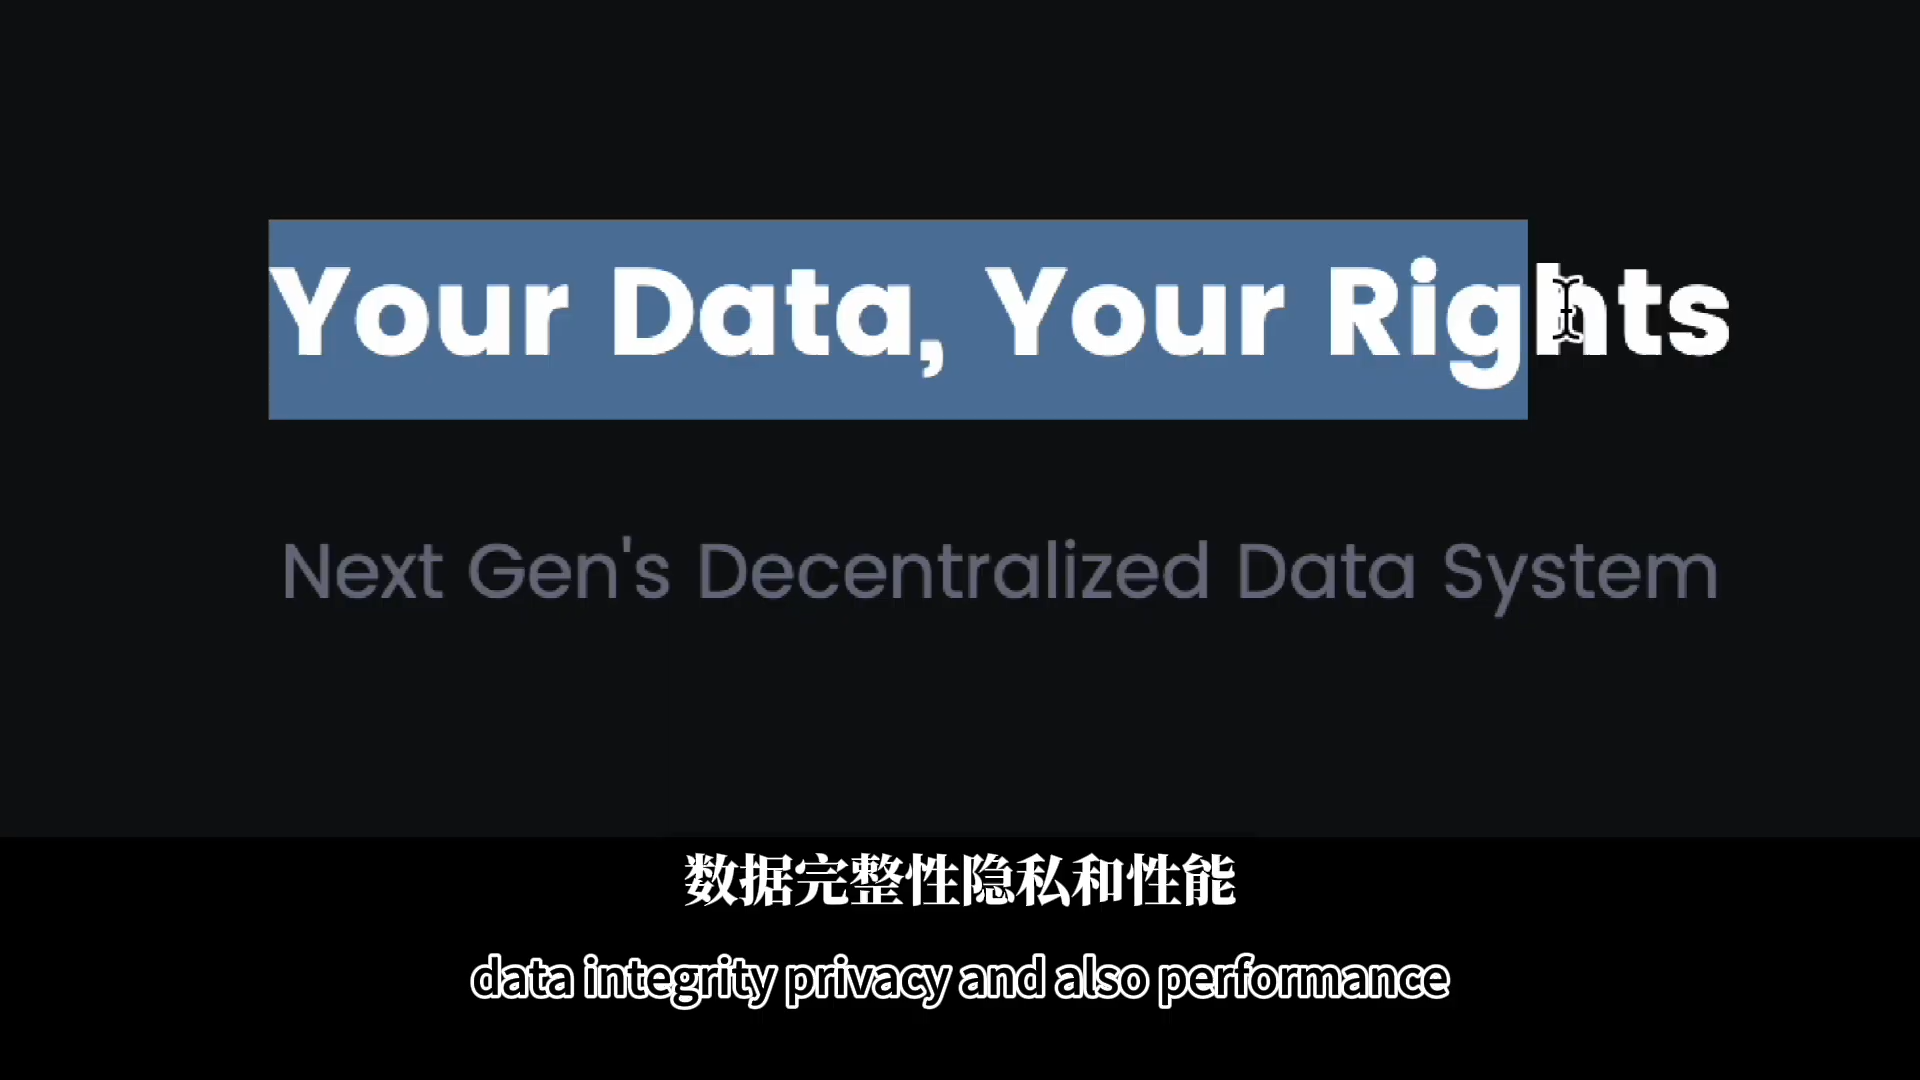 Your Data, Your Rights
Next Gen's Decentralized Data System
数据完整性隐私和性能
data integrity privacy and also performance